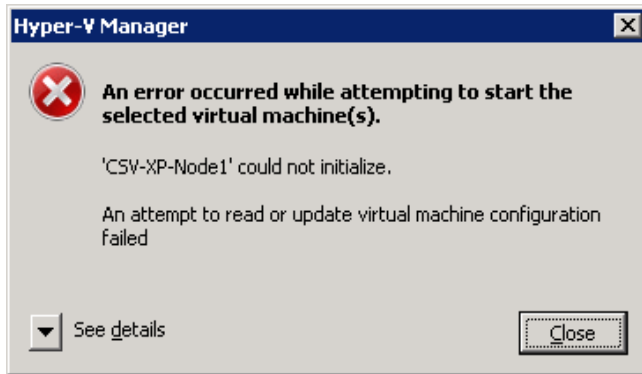 Hyper-V Manager
An error occurred while attempting to start the
selected virtual machine(s).
'CSV-XP-Node1' could not initialize.
An attempt to read or update virtual machine configuration
failed
See details
Close